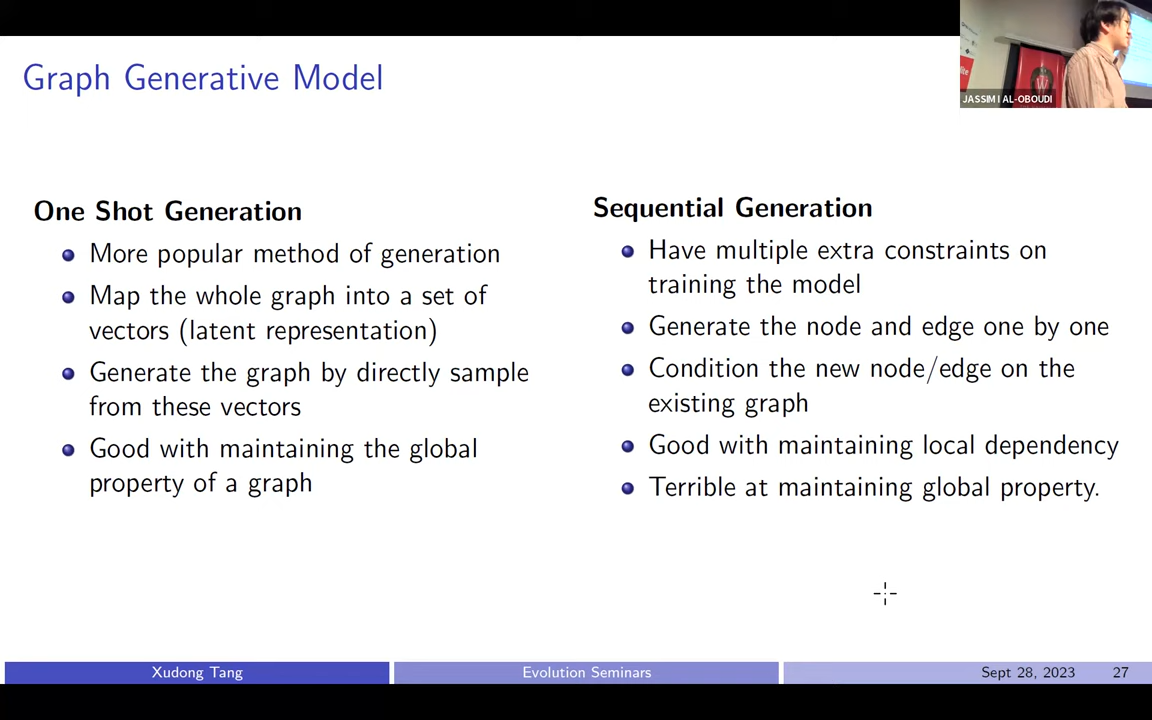 Graph Generative Model
JASSIM I AL-OBOUDI
One Shot Generation
More popular method of generation
Map the whole graph into a set of
vectors (latent representation)
Generate the graph by directly sample
from these vectors
Good with maintaining the global
property of a graph
Sequential Generation
Have multiple extra constraints on
training the model
Generate the node and edge one by one
Condition the new node/edge on the
existing graph
Good with maintaining local dependency
Terrible at maintaining global property.
Xudong Tang
Evolution Seminars
Sept 28, 2023 27